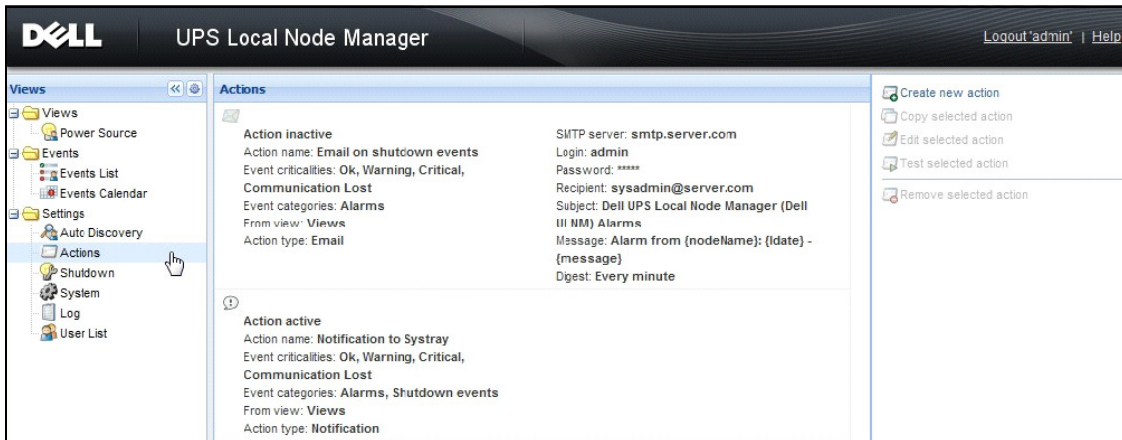 DELL
UPS Local Node Manager
Logout 'admin' | Help
Views
Views
Power Source
Events
Events List
Events Calendar
Settings
Auto Discovery
Actions
Shutdown
System
Log
User List
Actions
Action inactive
Action name: Email on shutdown events
Event criticalities: Ok, Warning, Critical,
Communication Lost
Event categories: Alarms
From view: Views
Action type: Email
SMTP server: smtp.server.com
Login: admin
Password: *****
Recipient: sysadmin@server.com
Subject: Dell UPS Local Node Manager (Dell
ULNM) Alarms
Message: Alarm from {nodeName}: {ldate} -
{message}
Digest: Every minute
Action active
Action name: Notification to Systray
Event criticalities: Ok, Warning, Critical,
Communication Lost
Event categories: Alarms, Shutdown events
From view: Views
Action type: Notification
Create new action
Copy selected action
Edit selected action
Test selected action
Remove selected action